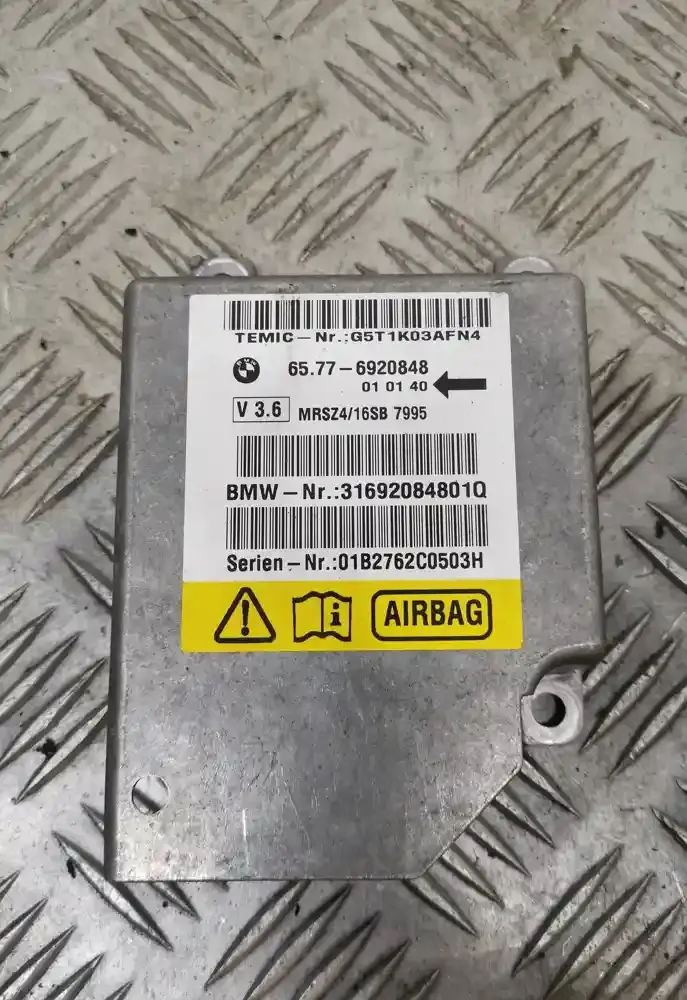 TEMIC-Nr.:G5T1K03AFN4
BMW
65.77-6920848
01 01 40
V 3.6 MRSZ4/16SB 7995
BMW-Nr.:31692084801Q
Serien-Nr.:01B2762C0503H
AIRBAG